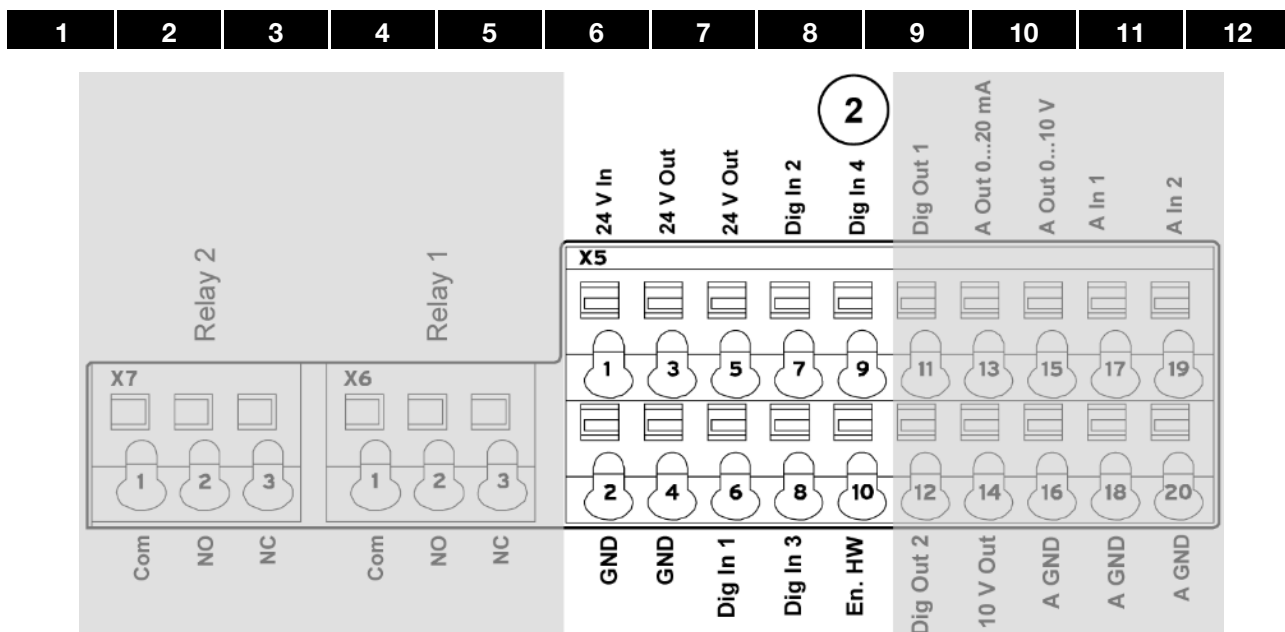 1 2 3 4 5 6 7 8 9 10 11 12
2
24 V In
24 V Out
24 V Out
Dig In 2
Dig In 4
Dig Out 1
A Out 0...20 mA
A Out 0...10 V
A In 1
A In 2
Relay 2
Relay 1
X5
1 3 5 7 9 11 13 15 17 19
X7 X6
1 2 3 1 2 3 2 4 6 8 10 12 14 16 18 20
Com
NO
NC
Com
NO
NC
GND
GND
Dig In 1
Dig In 3
En. HW
Dig Out 2
10 V Out
A GND
A GND
A GND